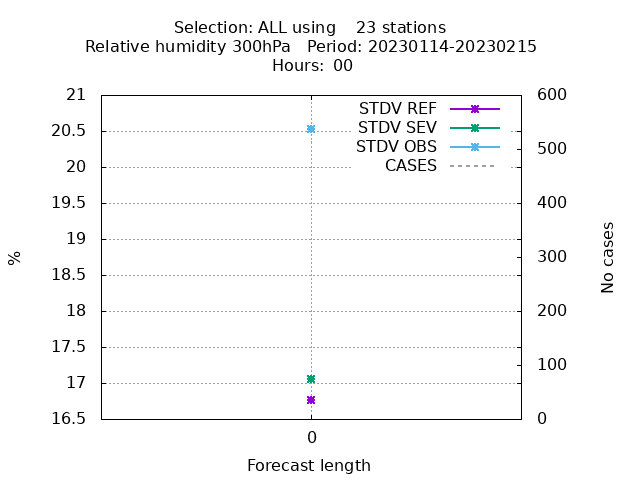 Selection: ALL using    23 stations
Relative humidity 300hPa   Period: 20230114-20230215
Hours:  00
21
20.5
20
19.5
19
18.5
18
17.5
17
16.5
%
STDV REF
STDV SEV
STDV OBS
CASES
600
500
400
300
200
100
0
No cases
0
Forecast length